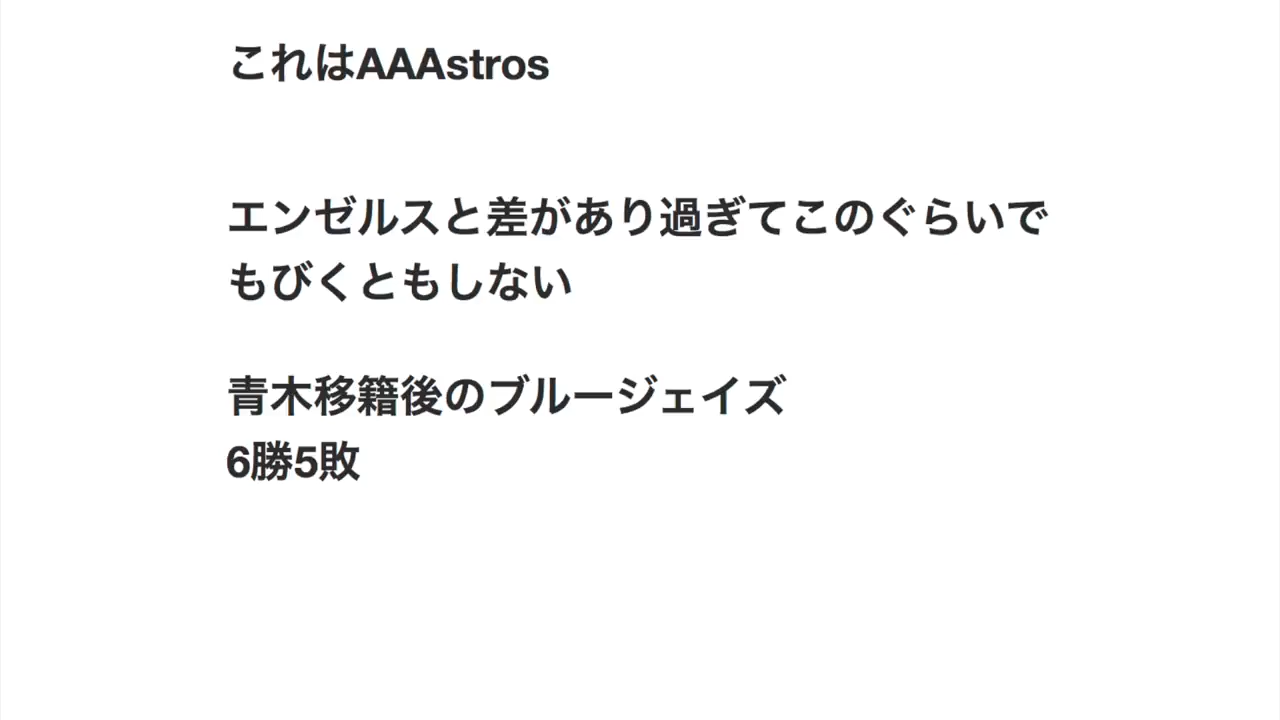 これはAAAstros
エンゼルスと差があり過ぎてこのぐらいで
もびくともしない
青木移籍後のブルージェイズ
6勝5敗